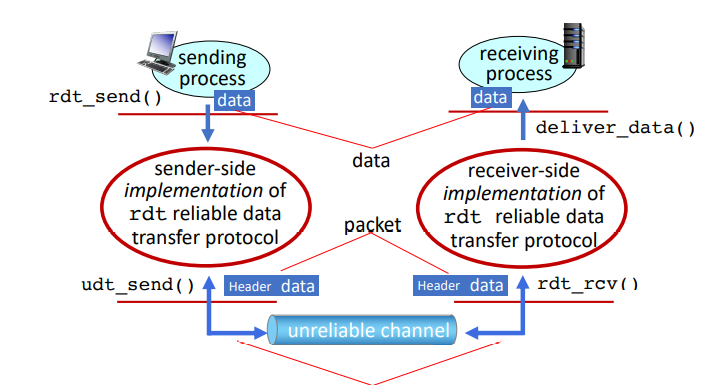 sending
process
data
rdt_send()
receiving
process
data
deliver_data()
data
sender-side
implementation of
rdt reliable data
transfer protocol
receiver-side
implementation of
rdt reliable data
transfer protocol
packet
udt_send()
Header data
Header data
rdt_rcv()
unreliable channel